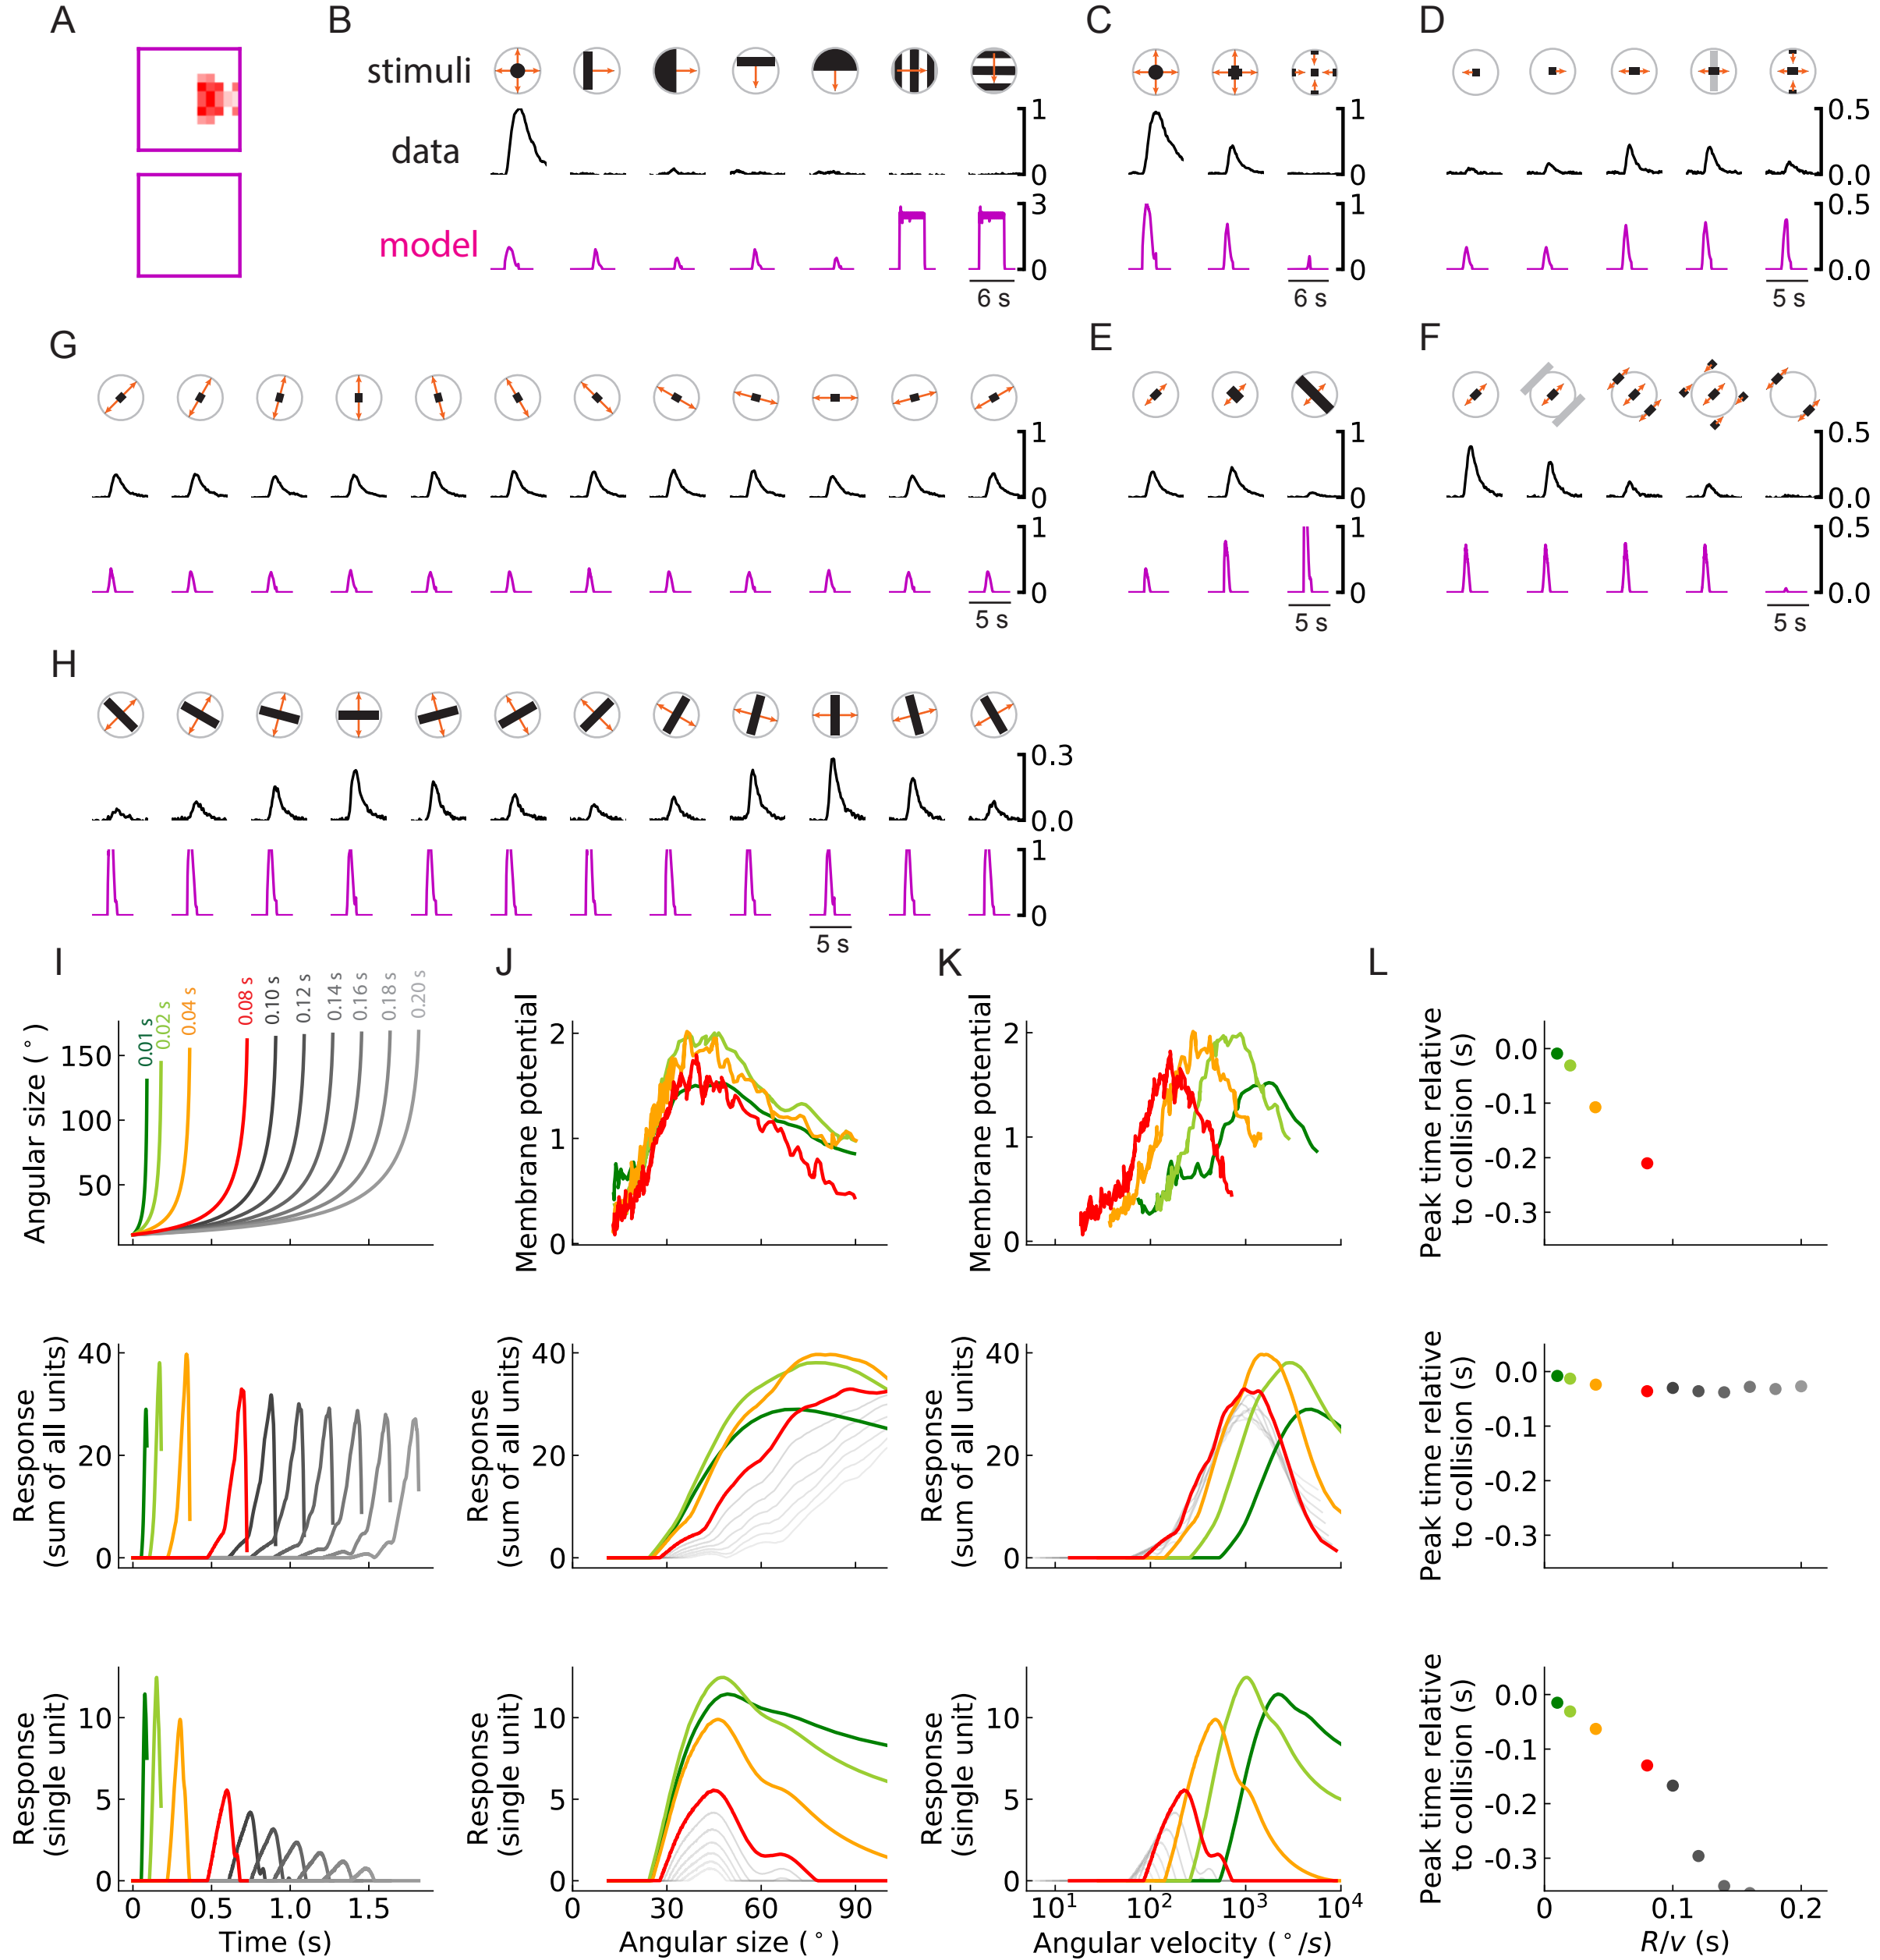 A
B
C
D
stimuli
data
model
1
0
3
0
6 s
1
0
1
0
6 s
0.5
0.0
0.5
0.0
5 s
G
E
F
1
0
1
0
5 s
1
0
1
0
5 s
0.5
0.0
0.5
0.0
5 s
H
0.3
0.0
1
0
5 s
I
J
K
L
0.01 s
0.02 s
0.04 s
0.08 s
0.10 s
0.12 s
0.14 s
0.16 s
0.18 s
0.20 s
Angular size (°)
150
100
50
Membrane potential
2
1
0
Membrane potential
2
1
0
Peak time relative
to collision (s)
0.0
-0.1
-0.2
-0.3
Response
(sum of all units)
40
20
0
Response
(sum of all units)
40
20
0
Response
(sum of all units)
40
20
0
Peak time relative
to collision (s)
0.0
-0.1
-0.2
-0.3
Response
(single unit)
10
5
0
0 0.5 1.0 1.5
Time (s)
Response
(single unit)
10
5
0
0 30 60 90
Angular size (°)
Response
(single unit)
10
5
0
10¹ 10² 10³ 10⁴
Angular velocity (°/s)
Peak time relative
to collision (s)
0.0
-0.1
-0.2
-0.3
0 0.1 0.2
R/v (s)